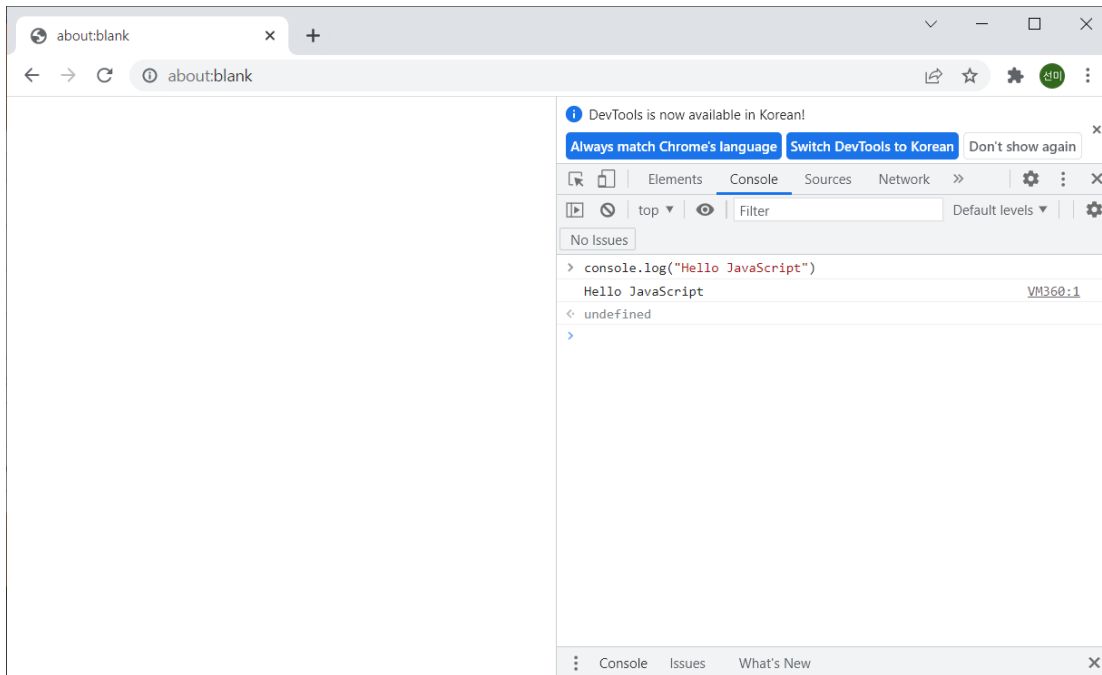 about:blank
about:blank
선미
DevTools is now available in Korean!
Always match Chrome's language Switch DevTools to Korean Don't show again
Elements Console Sources Network
top Filter Default levels
No Issues
console.log("Hello JavaScript")
Hello JavaScript VM360:1
undefined
Console Issues What's New